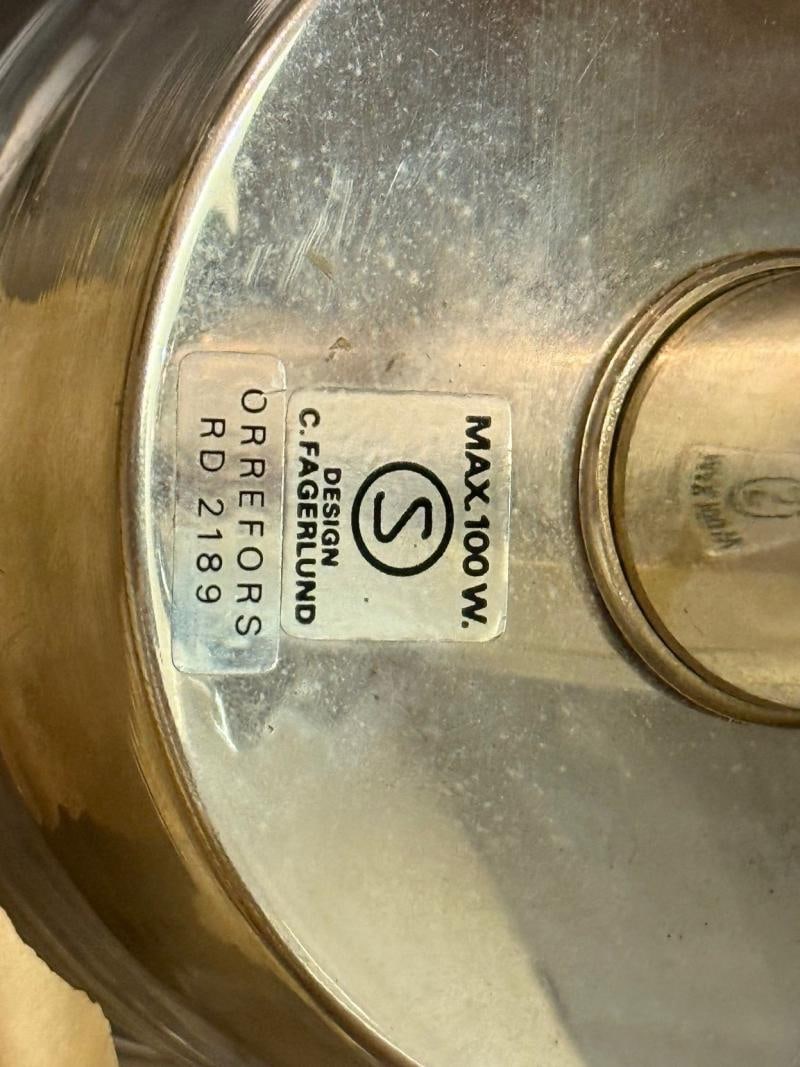 MAX. 100 W.
S
DESIGN
C. FAGERLUND
ORREFORS
RD 2189